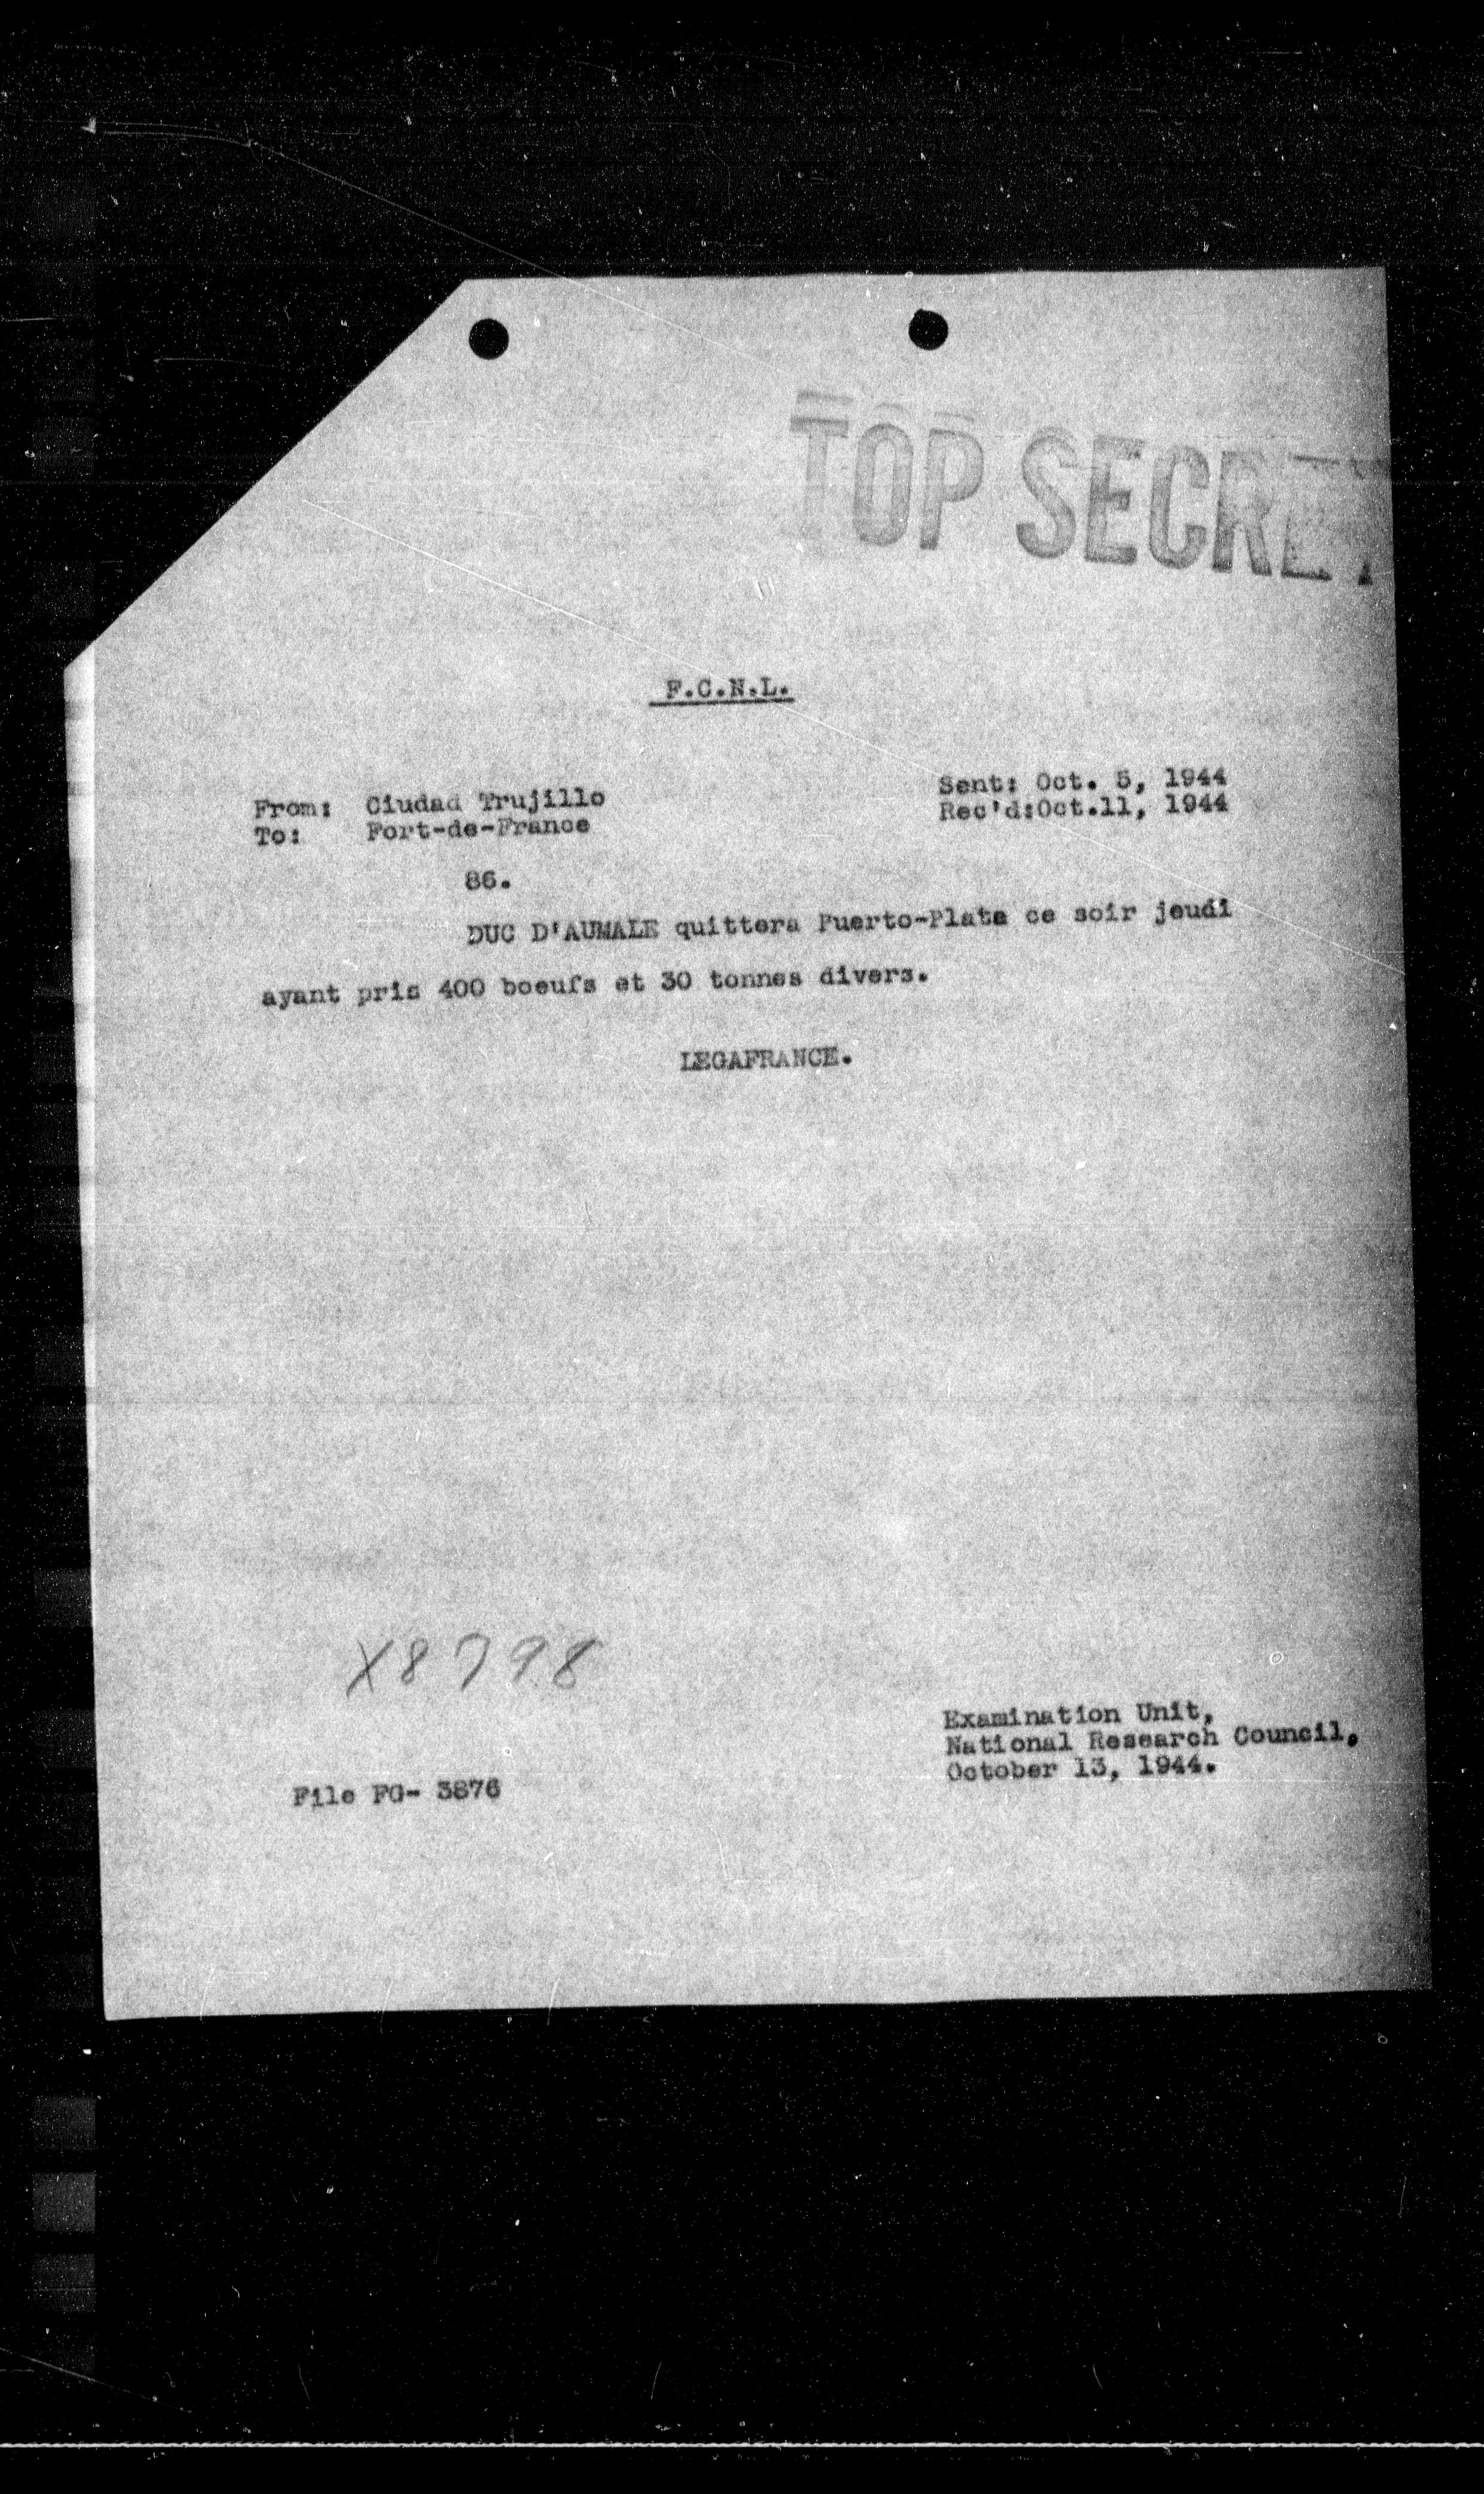 TOP SECRET
F.C.N.L.
From: Ciudad Trujillo
To: Fort-de-France
Sent: Oct. 5, 1944
Rec'd:Oct.11, 1944
86.
DUC D'AUMALE quittera Puerto-Plata ce soir jeudi
ayant pris 400 boeufs et 30 tonnes divers.
LEGAFRANCE.
X8798
Examination Unit,
National Research Council,
October 13, 1944.
File FG- 3876